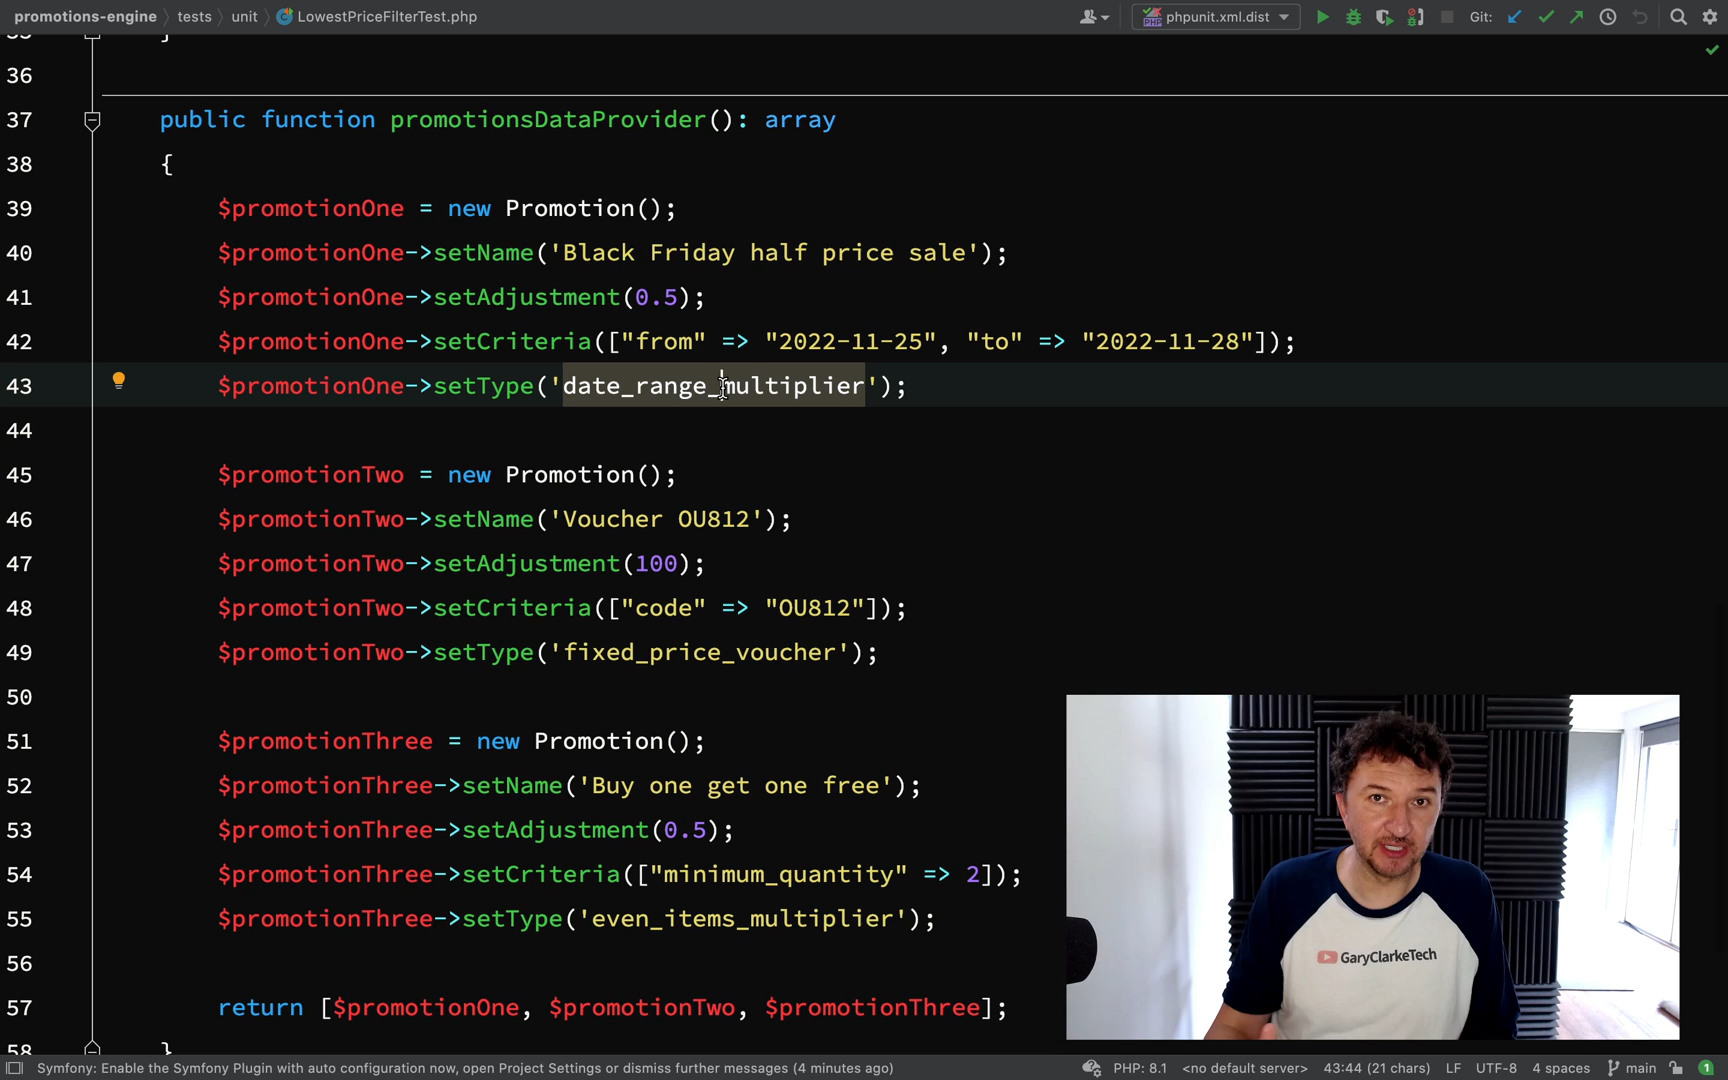 promotions-engine tests unit LowestPriceFilterTest.php phpunit.xml.dist Git:
35 }
36
37 public function promotionsDataProvider(): array
38 {
39 $promotionOne = new Promotion();
40 $promotionOne->setName('Black Friday half price sale');
41 $promotionOne->setAdjustment(0.5);
42 $promotionOne->setCriteria(["from" => "2022-11-25", "to" => "2022-11-28"]);
43 $promotionOne->setType('date_range_multiplier');
44
45 $promotionTwo = new Promotion();
46 $promotionTwo->setName('Voucher OU812');
47 $promotionTwo->setAdjustment(100);
48 $promotionTwo->setCriteria(["code" => "OU812"]);
49 $promotionTwo->setType('fixed_price_voucher');
50
51 $promotionThree = new Promotion();
52 $promotionThree->setName('Buy one get one free');
53 $promotionThree->setAdjustment(0.5);
54 $promotionThree->setCriteria(["minimum_quantity" => 2]);
55 $promotionThree->setType('even_items_multiplier');
GaryClarkeTech
56
57 return [$promotionOne, $promotionTwo, $promotionThree];
58 }
Symfony: Enable the Symfony Plugin with auto configuration now, open Project Settings or dismiss further messages (4 minutes ago) PHP: 8.1 <no default server> 43:44 (21 chars) LF UTF-8 4 spaces main 1